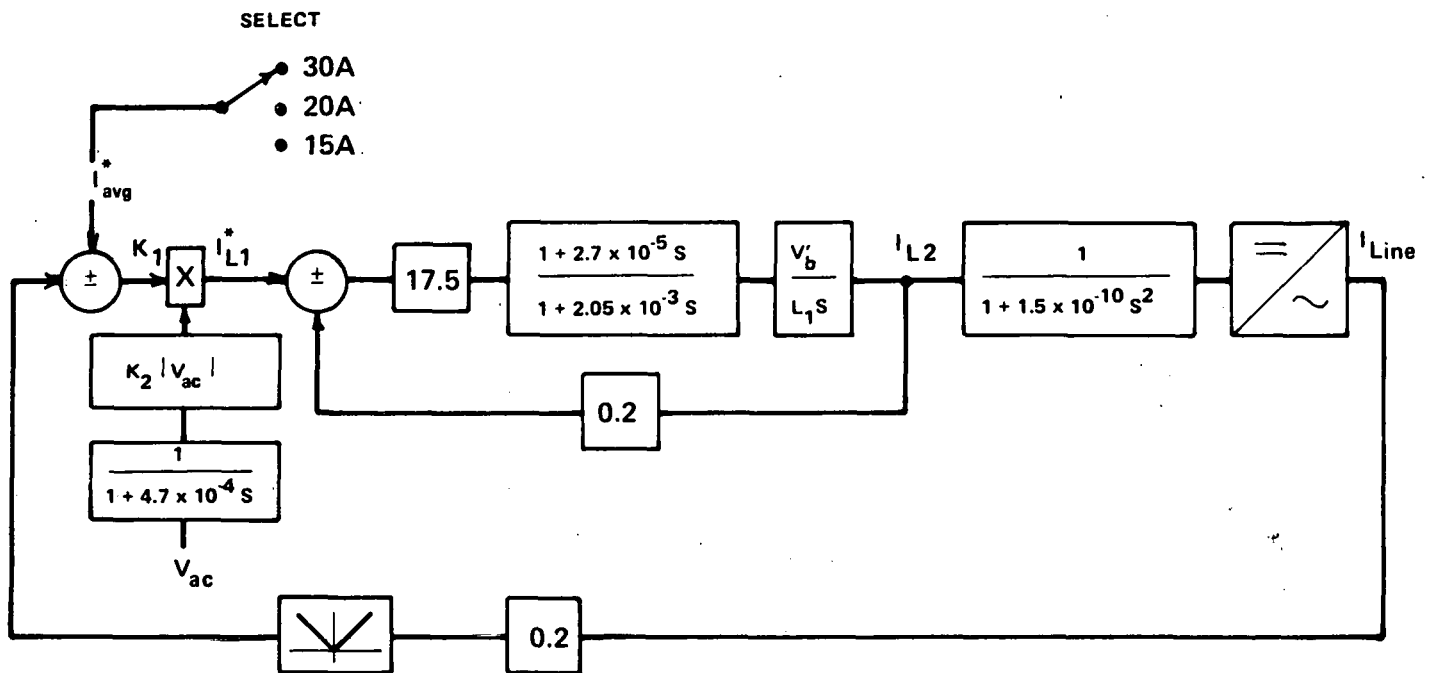 SELECT
30A
20A
15A
I*avg
±
K1
X
I*L1
±
17.5
1 + 2.7 x 10-5 S
1 + 2.05 x 10-3 S
V'b
L1S
IL2
1
1 + 1.5 x 10-10 S2
=
~
ILine
K2 |Vac|
0.2
1
1 + 4.7 x 10-4 S
Vac
0.2